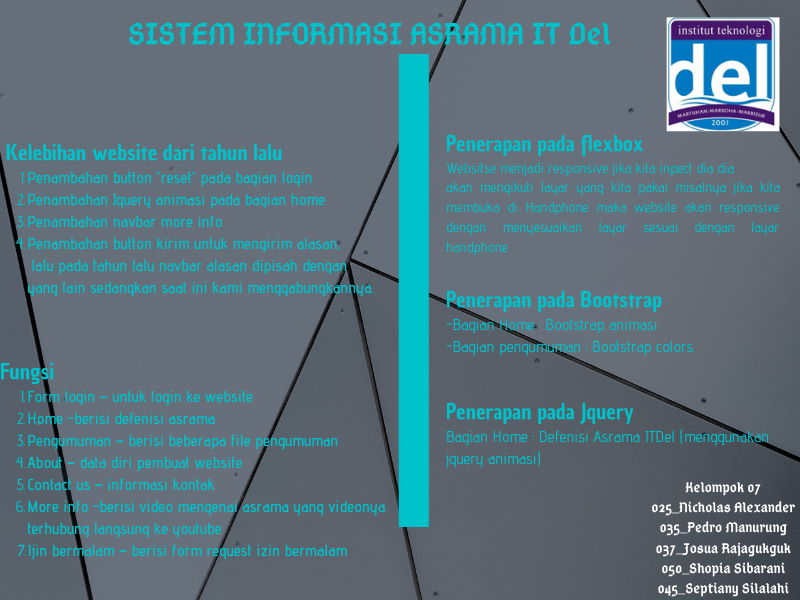 SISTEM INFORMASI ASRAMA IT Del
institut teknologi
del
MARTUHAN-MARROHA-MARBISUK
2001
Kelebihan website dari tahun lalu
1.Penambahan button "reset" pada bagian login
2.Penambahan Jquery animasi pada bagian home
3.Penambahan navbar more info
4.Penambahan button kirim untuk mengirim alasan,
lalu pada tahun lalu navbar alasan dipisah dengan
yang lain sedangkan saat ini kami menggabungkannya.
Fungsi
1.Form login – untuk login ke website
2.Home -berisi defenisi asrama
3.Pengumuman – berisi beberapa file pengumuman
4.About – data diri pembuat website
5.Contact us – informasi kontak
6.More info -berisi video mengenai asrama yang videonya
terhubung langsung ke youtube
7.Ijin bermalam – berisi form request izin bermalam
Penerapan pada flexbox
Websitse menjadi responsive jika kita inpect dia dia
akan mengikuti layar yang kita pakai misalnya jika kita
membuka di Handphone maka website akan responsive
dengan menyesuaikan layar sesuai dengan layar
handphone
Penerapan pada Bootstrap
-Bagian Home : Bootstrap animasi
-Bagian pengumuman : Bootstrap colors
Penerapan pada Jquery
Bagian Home : Defenisi Asrama ITDel (menggunakan
jquery animasi)
Kelompok 07
025_Nicholas Alexander
035_Pedro Manurung
037_Josua Rajagukguk
050_Shopia Sibarani
045_Septiany Silalahi